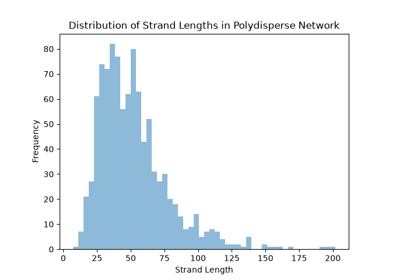 Distribution of Strand Lengths in Polydisperse Network
Frequency
80
70
60
50
40
30
20
10
0
0 25 50 75 100 125 150 175 200
Strand Length